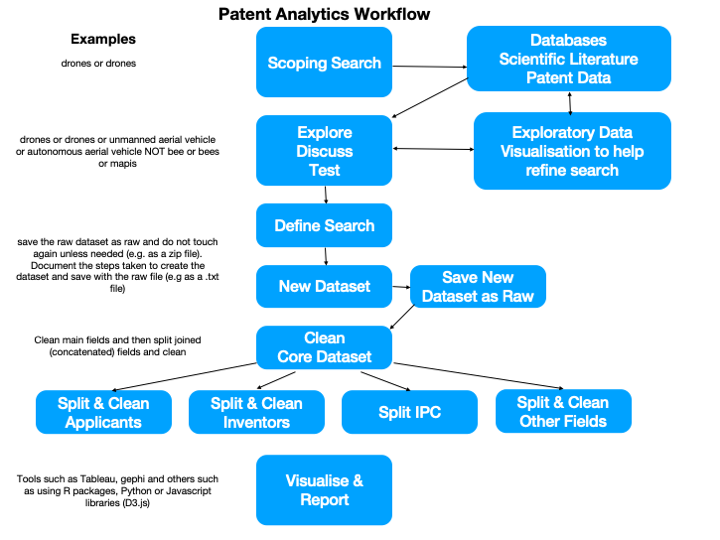 Patent Analytics Workflow
Examples
drones or drones
Scoping Search
Databases
Scientific Literature
Patent Data
drones or drones or unmanned aerial vehicle
or autonomous aerial vehicle NOT bee or bees
or mapis
Explore
Discuss
Test
Exploratory Data
Visualisation to help
refine search
Define Search
save the raw dataset as raw and do not touch
again unless needed (e.g. as a zip file).
Document the steps taken to create the
dataset and save with the raw file (e.g as a .txt
file)
New Dataset
Save New
Dataset as Raw
Clean main fields and then split joined
(concatenated) fields and clean
Clean
Core Dataset
Split & Clean
Applicants
Split & Clean
Inventors
Split IPC
Split & Clean
Other Fields
Tools such as Tableau, gephi and others such
as using R packages, Python or Javascript
libraries (D3.js)
Visualise &
Report